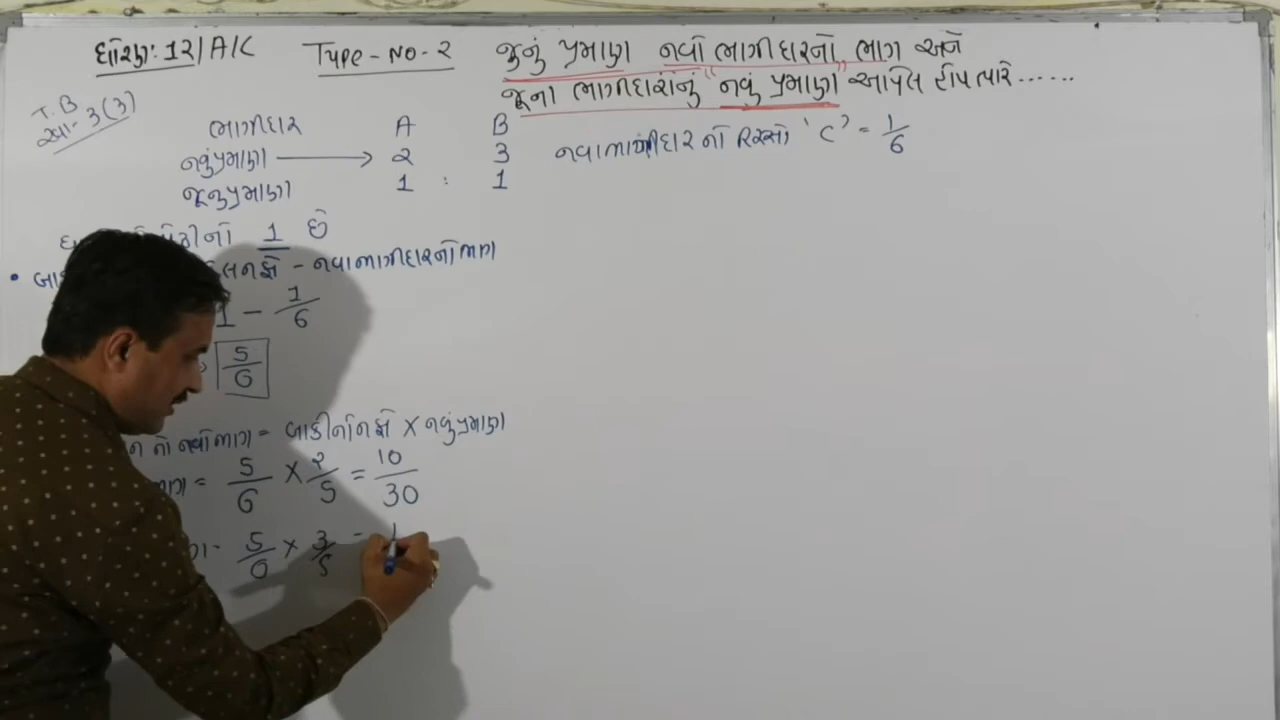 ધોરણ: 12 / A/C TYPE-NO-2 જૂનું પ્રમાણ નવા ભાગીદારનો ભાગ અને
જૂના ભાગીદારોનું "નવું પ્રમાણ" આપેલ હોય ત્યારે......
T.B
સ્વા-3(3)
ભાગીદાર A B
નવુંપ્રમાણ → 2 3 નવાભાગીદારનો હિસ્સો 'C' = 1/6
જૂનુપ્રમાણ 1 : 1
1 છે
- નવાભાગીદારનોભાગ
1 - 1/6
5/6
નો નવોભાગ = બાકીનોનફો × નવુંપ્રમાણ
= 5/6 × 2/5 = 10/30
5/6 × 3/5 =